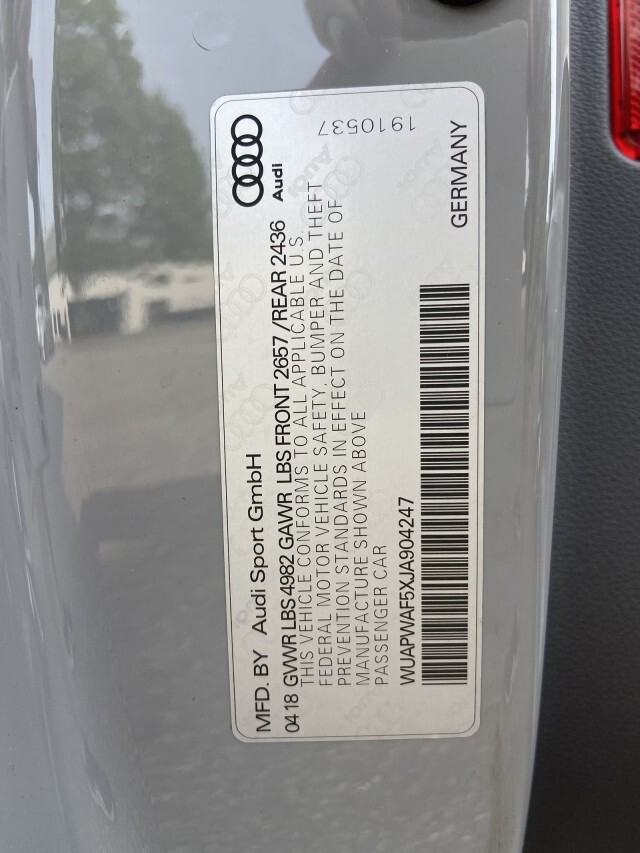 MFD. BY Audi Sport GmbH
Audi
04 18 GVWR LBS 4982 GAWR LBS FRONT 2657 / REAR 2436
THIS VEHICLE CONFORMS TO ALL APPLICABLE U.S.
FEDERAL MOTOR VEHICLE SAFETY, BUMPER AND THEFT
PREVENTION STANDARDS IN EFFECT ON THE DATE OF
MANUFACTURE SHOWN ABOVE
PASSENGER CAR
1910537
WUAPWAF5XJA904247
GERMANY